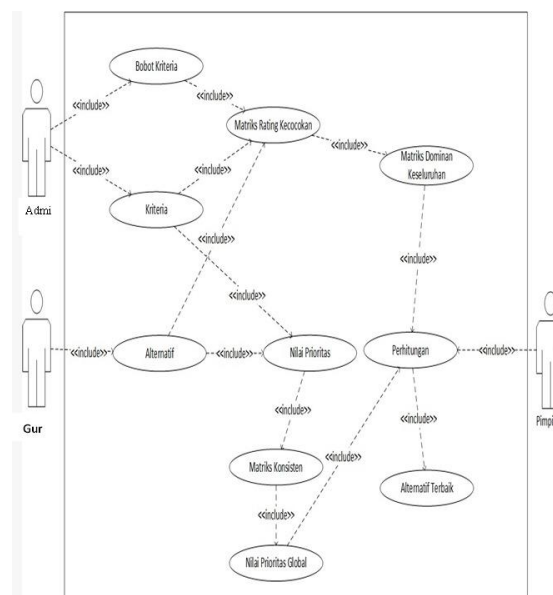 Bobot Kriteria
<<include>>
<<include>>
Matriks Rating Kecocokan
<<include>>
Matriks Dominan
Keseluruhan
<<include>>
<<include>>
Admi
Kriteria
<<include>>
<<include>>
<<include>>
<<include>>
Alternatif
<<include>>
Nilai Prioritas
Perhitungan
<<include>>
Gur
Pimpi
<<include>>
<<include>>
<<include>>
Matriks Konsisten
Alternatif Terbaik
<<include>>
Nilai Prioritas Global